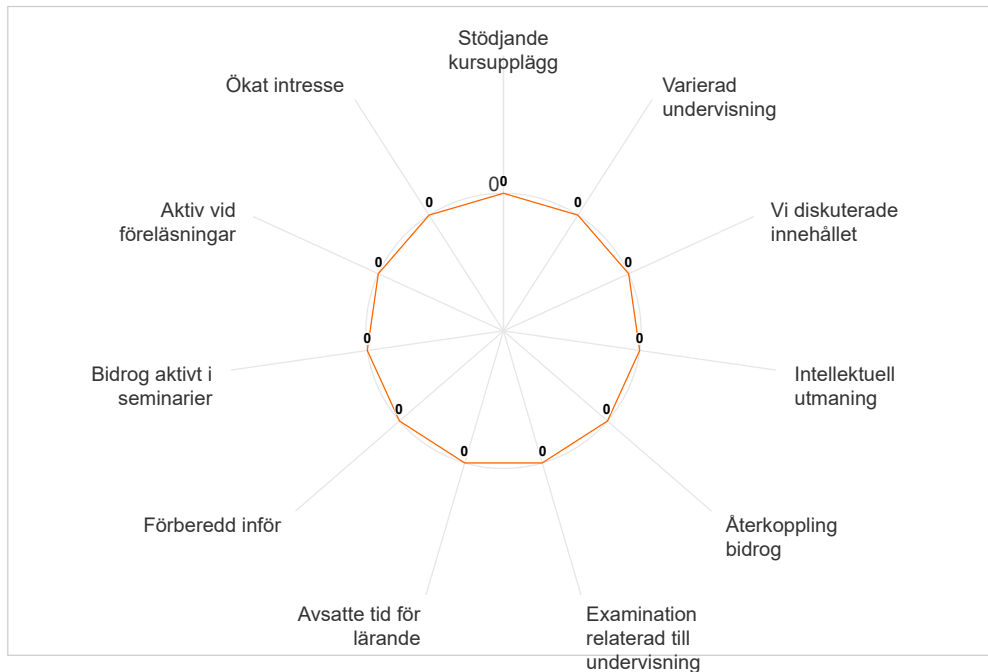 Stödjande
kursupplägg
Ökat intresse
Varierad
undervisning
0
0
0
0
Aktiv vid
föreläsningar
Vi diskuterade
innehållet
0
0
0
0
Bidrog aktivt i
seminarier
Intellektuell
utmaning
0
0
0
0
Förberedd inför
Återkoppling
bidrog
Avsatte tid för
lärande
Examination
relaterad till
undervisning